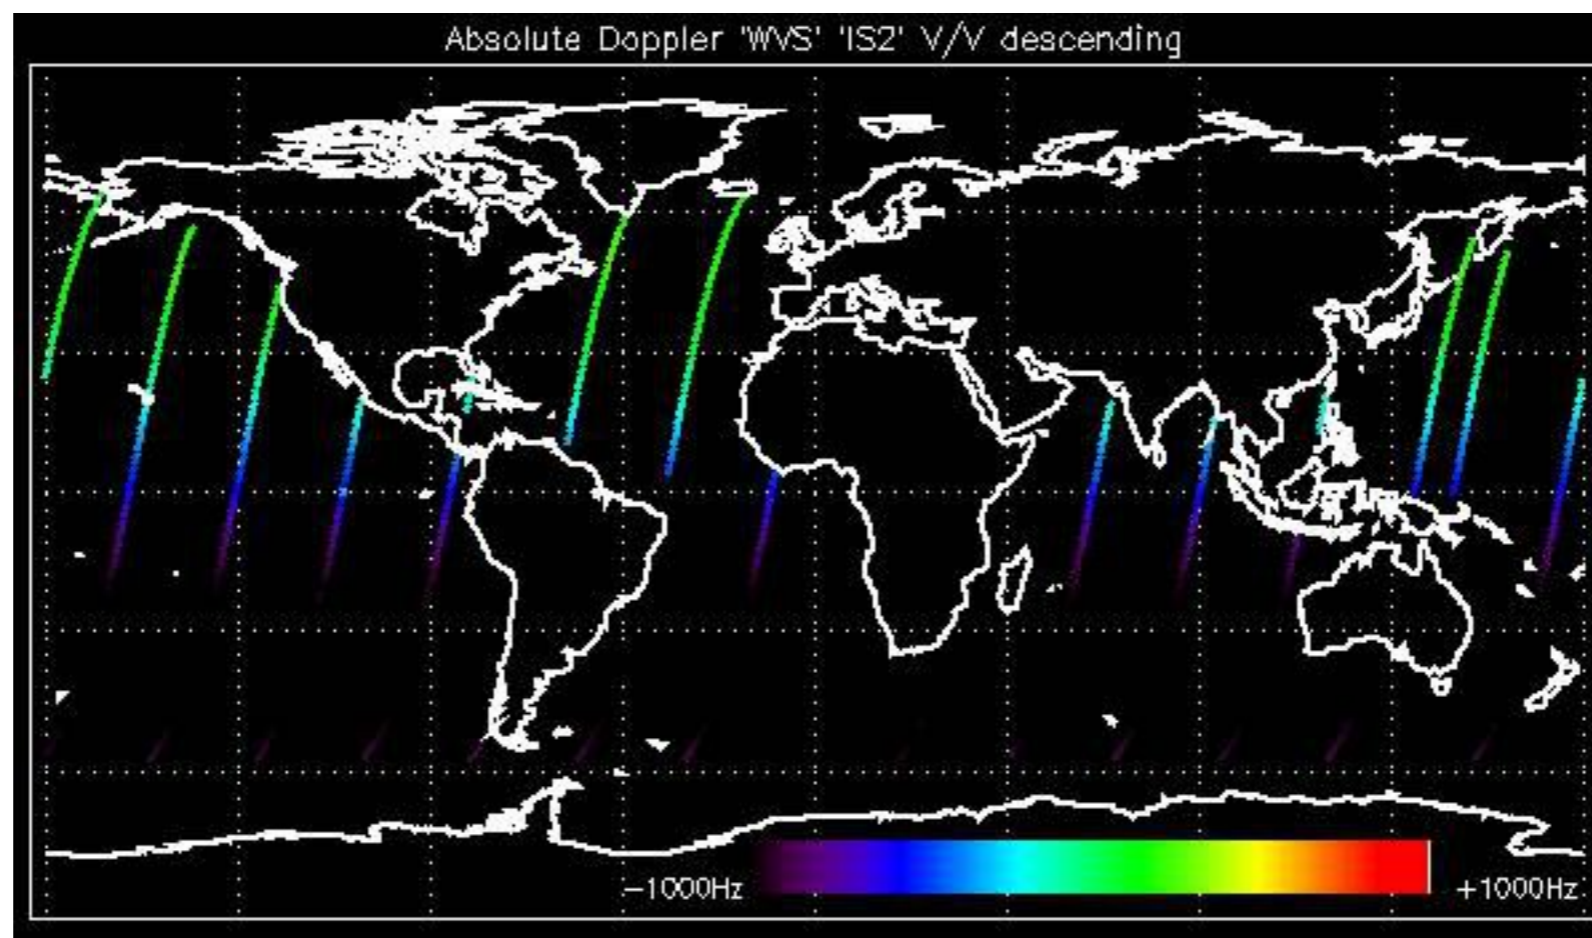 Absolute Doppler 'WVS' 'IS2' V/V descending
-1000Hz +1000Hz